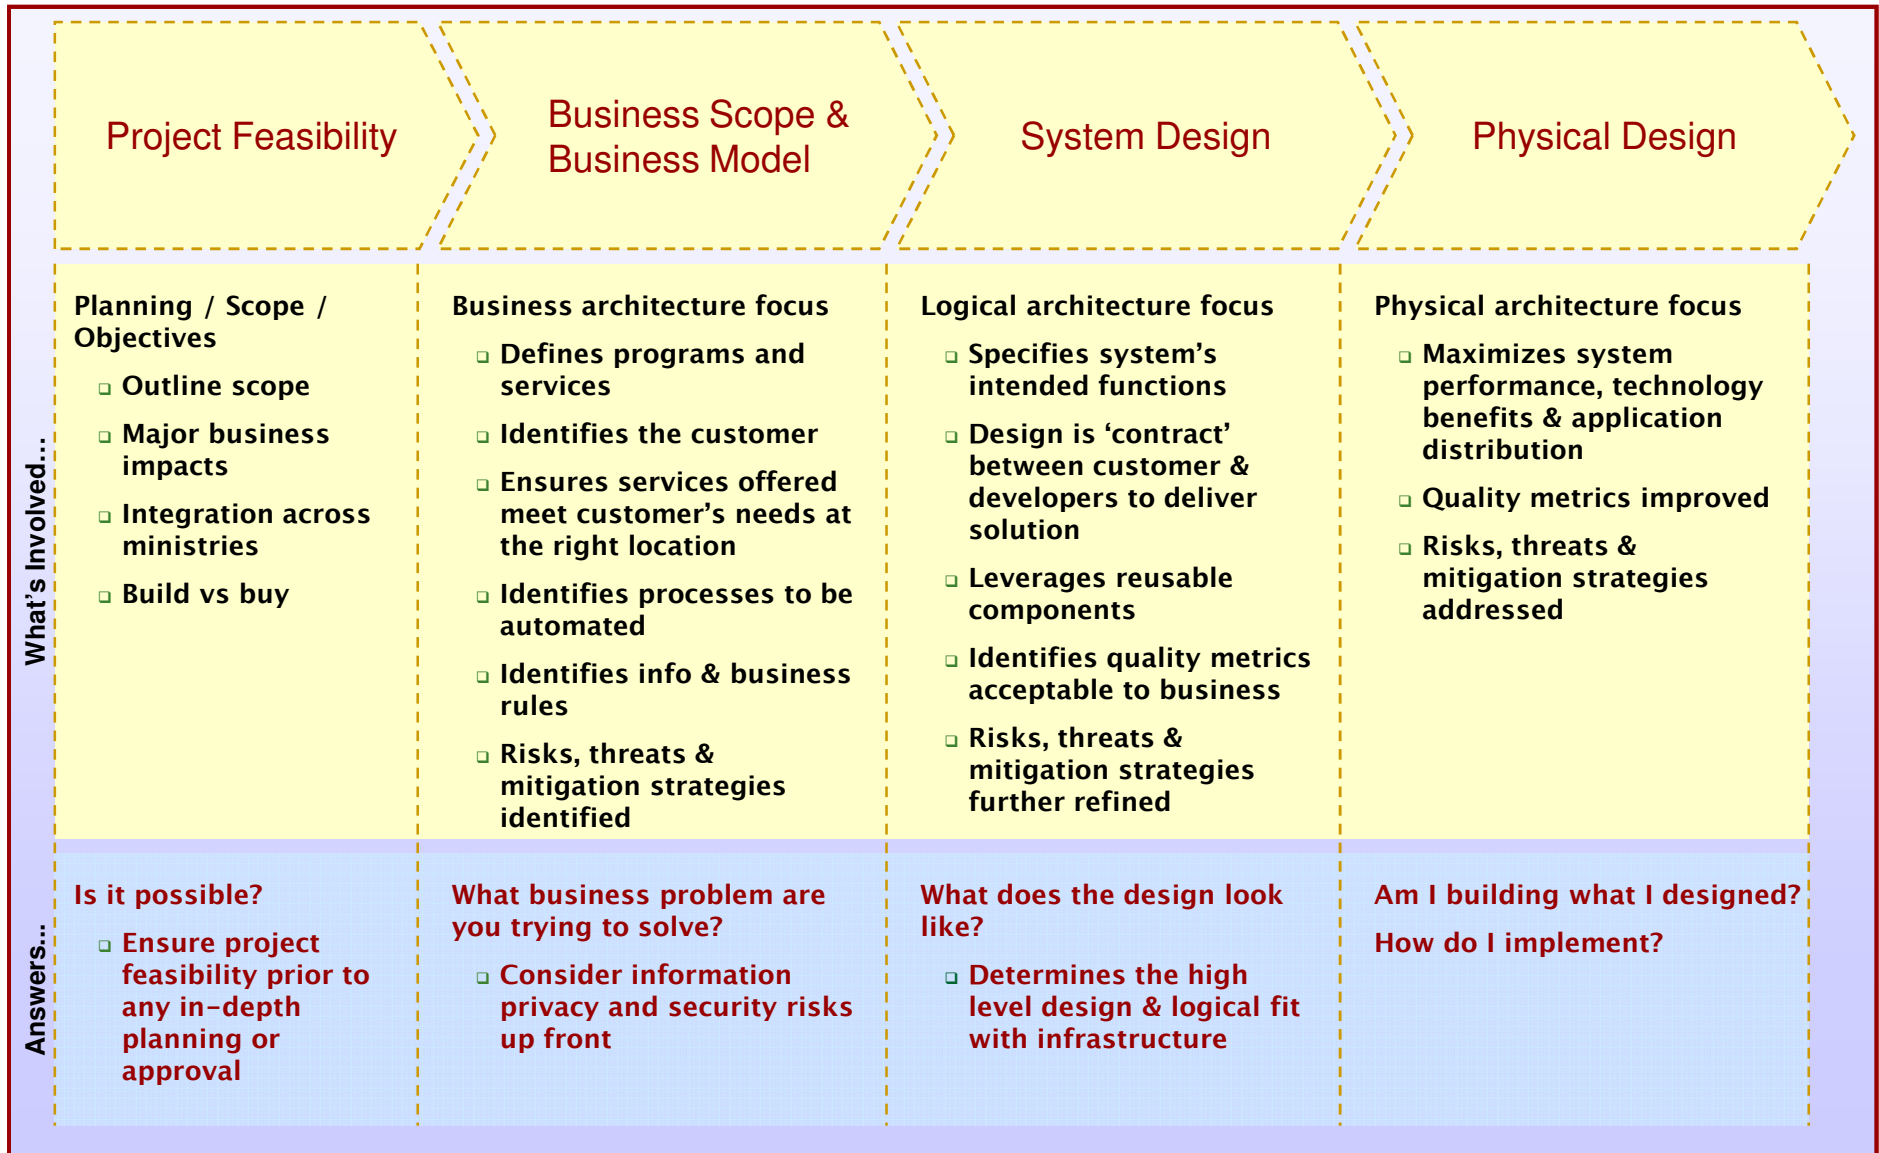 Project Feasibility
Business Scope &
Business Model
System Design
Physical Design
What's Involved...
Planning / Scope /
Objectives
Outline scope
Major business
impacts
Integration across
ministries
Build vs buy
Business architecture focus
Defines programs and
services
Identifies the customer
Ensures services offered
meet customer's needs at
the right location
Identifies processes to be
automated
Identifies info & business
rules
Risks, threats &
mitigation strategies
identified
Logical architecture focus
Specifies system's
intended functions
Design is ‘contract’
between customer &
developers to deliver
solution
Leverages reusable
components
Identifies quality metrics
acceptable to business
Risks, threats &
mitigation strategies
further refined
Physical architecture focus
Maximizes system
performance, technology
benefits & application
distribution
Quality metrics improved
Risks, threats &
mitigation strategies
addressed
Answers...
Is it possible?
Ensure project
feasibility prior to
any in-depth
planning or
approval
What business problem are
you trying to solve?
Consider information
privacy and security risks
up front
What does the design look
like?
Determines the high
level design & logical fit
with infrastructure
Am I building what I designed?
How do I implement?